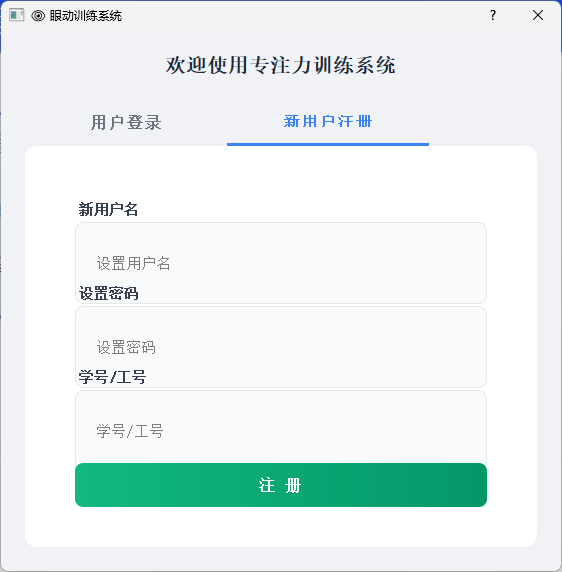 眼动训练系统
欢迎使用专注力训练系统
用户登录
新用户注册
新用户名
设置用户名
设置密码
设置密码
学号/工号
学号/工号
注 册